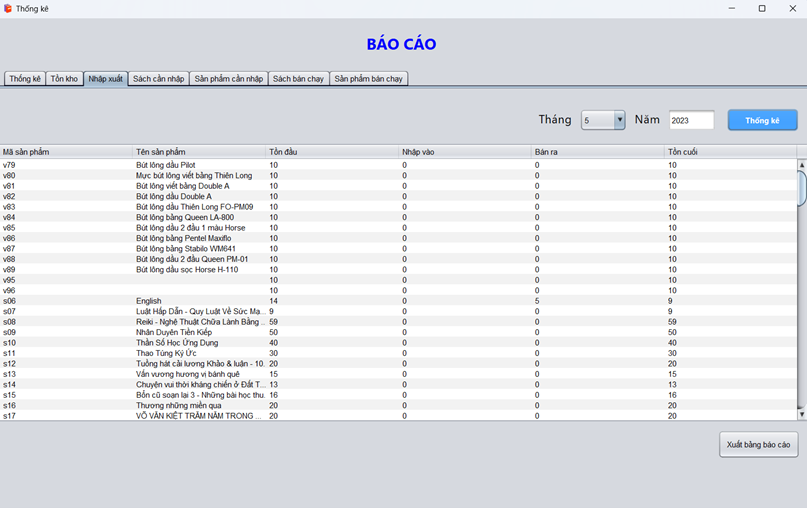 Thống kê
BÁO CÁO
Thống kê Tồn kho Nhập xuất Sách cần nhập Sản phẩm cần nhập Sách bán chạy Sản phẩm bán chạy
Tháng 5 Năm 2023 Thống kê
Mã sản phẩm Tên sản phẩm Tồn đầu Nhập vào Bán ra Tồn cuối
v79 Bút lông dầu Pilot 10 0 0 10
v80 Mực bút lông viết bảng Thiên Long 10 0 0 10
v81 Bút lông viết bảng Double A 10 0 0 10
v82 Bút lông dầu Double A 10 0 0 10
v83 Bút lông dầu Thiên Long FO-PM09 10 0 0 10
v84 Bút lông bảng Queen LA-800 10 0 0 10
v85 Bút lông dầu 2 đầu 1 màu Horse 10 0 0 10
v86 Bút lông bảng Pentel Maxiflo 10 0 0 10
v87 Bút lông bảng Stabilo WM641 10 0 0 10
v88 Bút lông dầu 2 đầu Queen PM-01 10 0 0 10
v89 Bút lông dầu sọc Horse H-110 10 0 0 10
v95 10 0 0 10
v96 10 0 0 10
s06 English 14 0 5 9
s07 Luật Hấp Dẫn - Quy Luật Về Sức Mạ... 9 0 0 9
s08 Reiki - Nghệ Thuật Chữa Lành Bằng ... 59 0 0 59
s09 Nhân Duyên Tiền Kiếp 50 0 0 50
s10 Thần Số Học Ứng Dụng 40 0 0 40
s11 Thao Túng Ký Ức 30 0 0 30
s12 Tuồng hát cải lương Khảo & luận - 10... 20 0 0 20
s13 Vấn vương hương vị bánh quê 15 0 0 15
s14 Chuyện vui thời kháng chiến ở Đất T... 13 0 0 13
s15 Bổn cũ soạn lại 3 - Những bài học thu... 16 0 0 16
s16 Thương những miền qua 20 0 0 20
s17 VÕ VĂN KIỆT TRĂM NĂM TRONG ... 20 0 0 20
Xuất bảng báo cáo